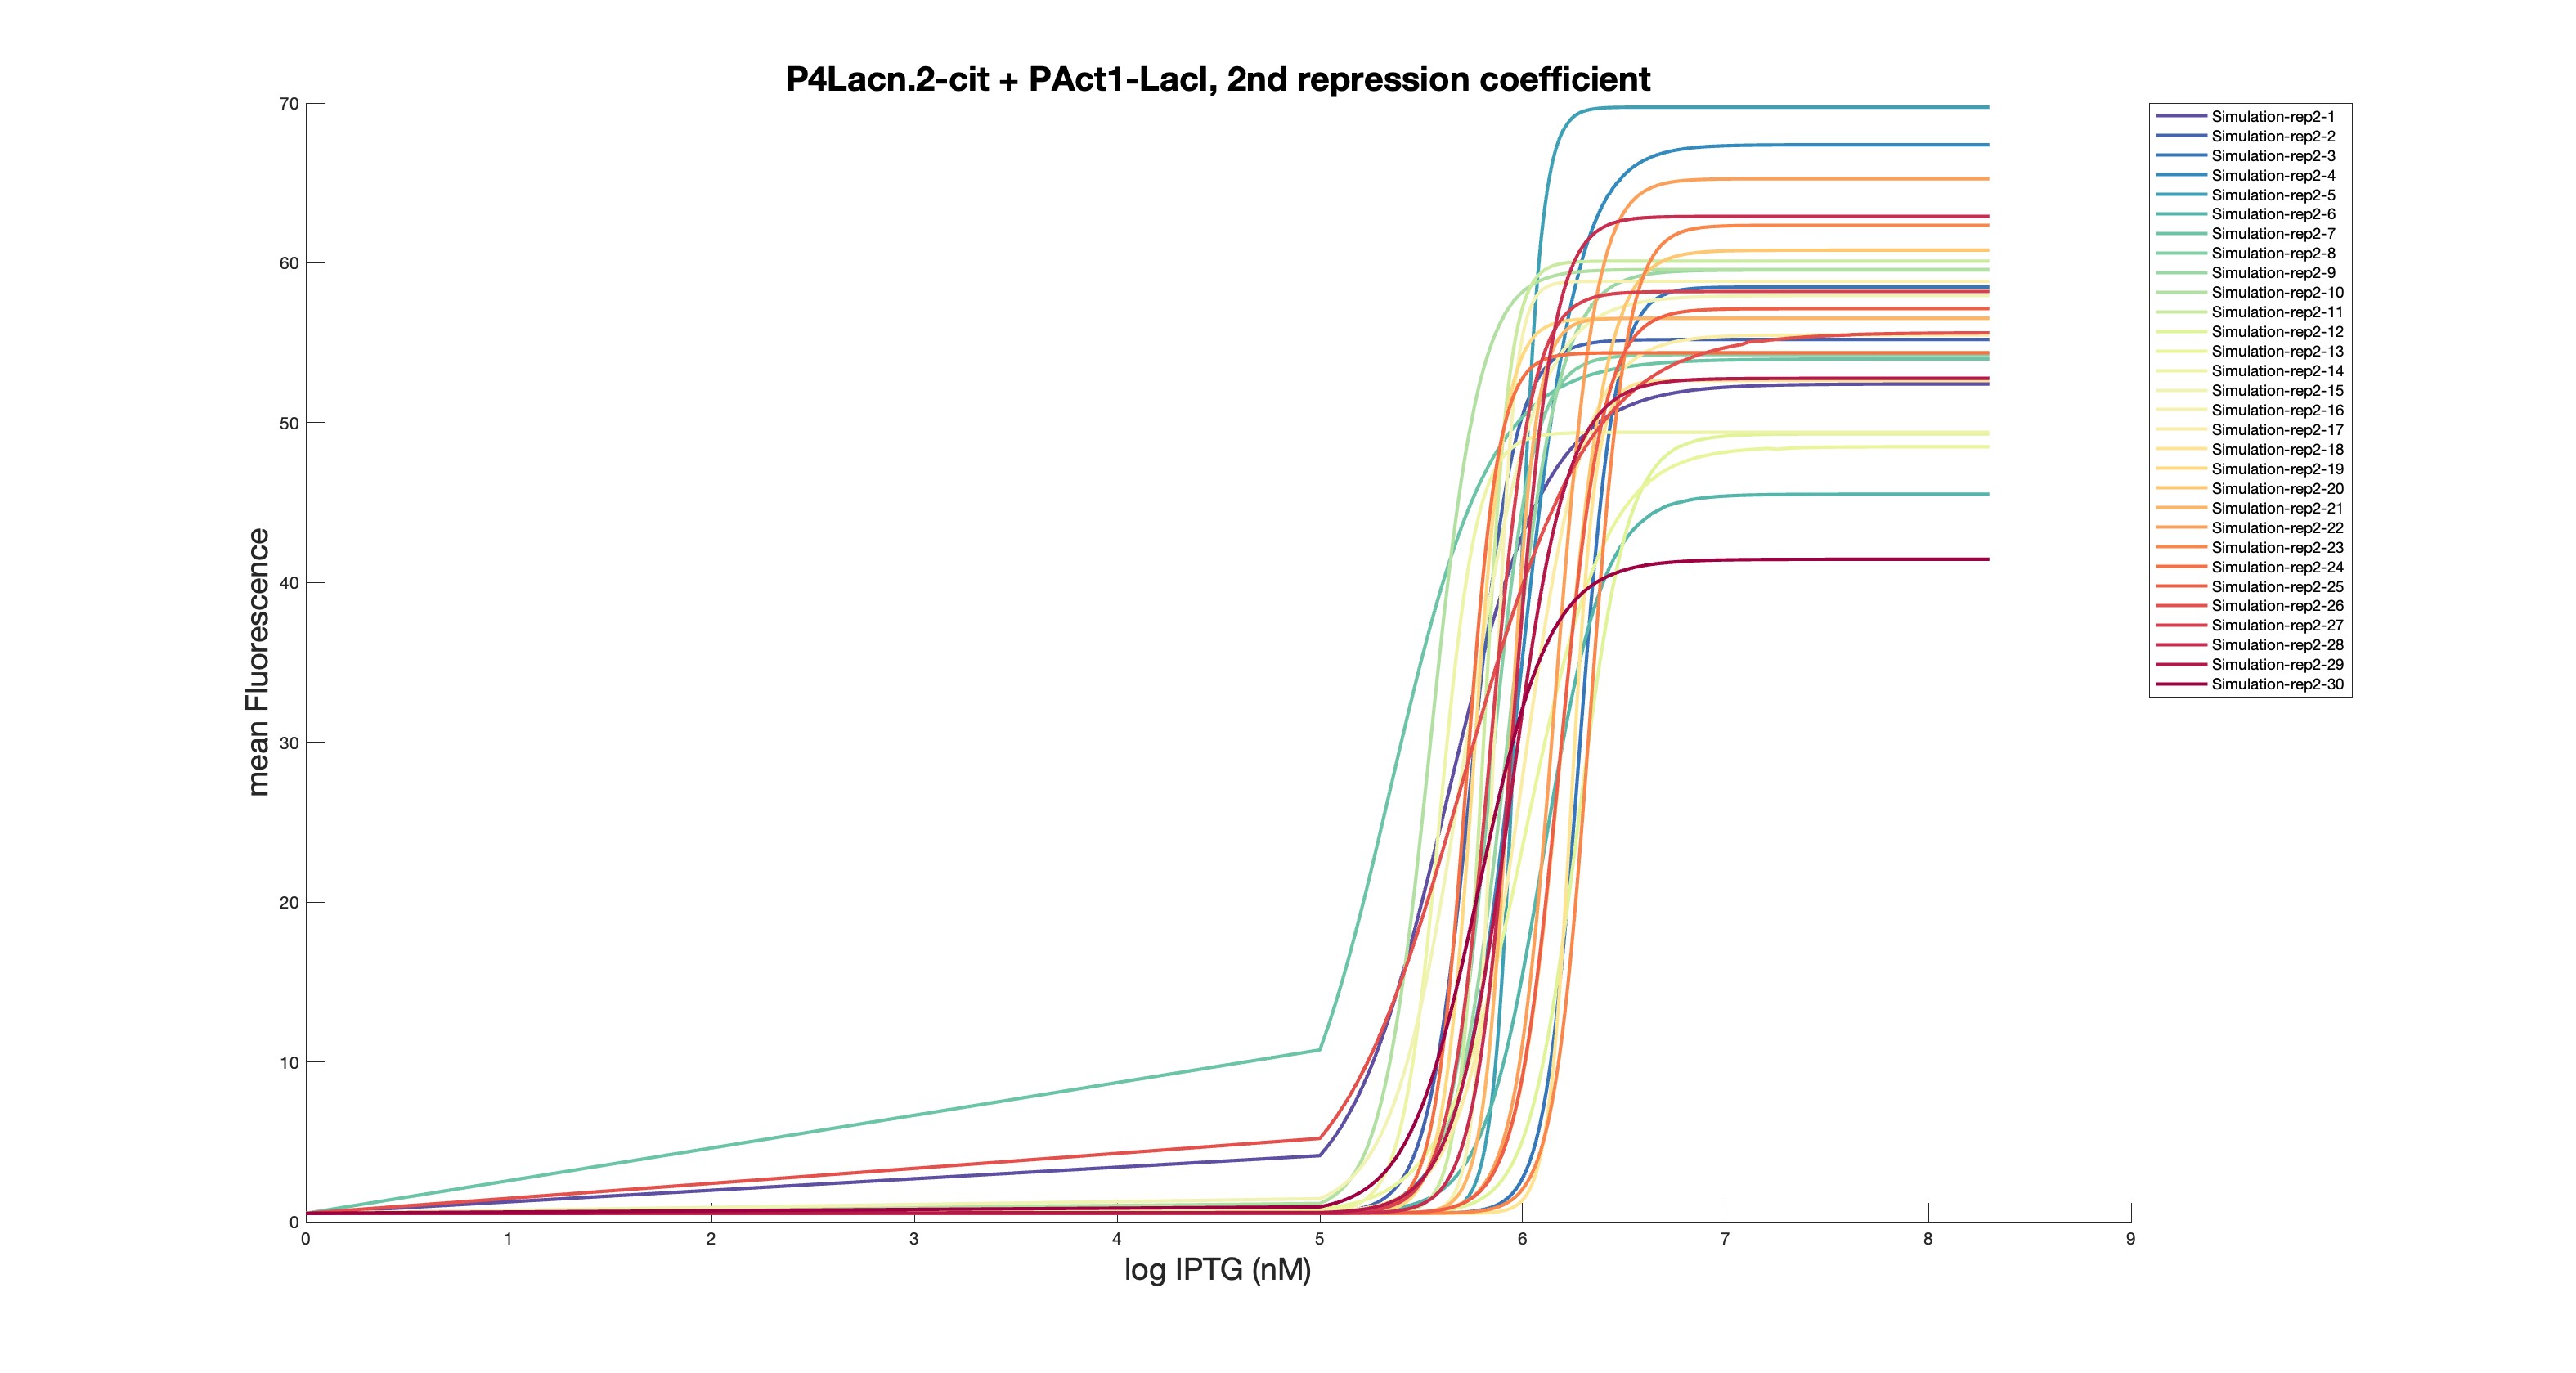 P4Lacn.2-cit + PAct1-LacI, 2nd repression coefficient
70
60
50
40
30
20
10
0
mean Fluorescence
0 1 2 3 4 5 6 7 8 9
log IPTG (nM)
Simulation-rep2-1
Simulation-rep2-2
Simulation-rep2-3
Simulation-rep2-4
Simulation-rep2-5
Simulation-rep2-6
Simulation-rep2-7
Simulation-rep2-8
Simulation-rep2-9
Simulation-rep2-10
Simulation-rep2-11
Simulation-rep2-12
Simulation-rep2-13
Simulation-rep2-14
Simulation-rep2-15
Simulation-rep2-16
Simulation-rep2-17
Simulation-rep2-18
Simulation-rep2-19
Simulation-rep2-20
Simulation-rep2-21
Simulation-rep2-22
Simulation-rep2-23
Simulation-rep2-24
Simulation-rep2-25
Simulation-rep2-26
Simulation-rep2-27
Simulation-rep2-28
Simulation-rep2-29
Simulation-rep2-30